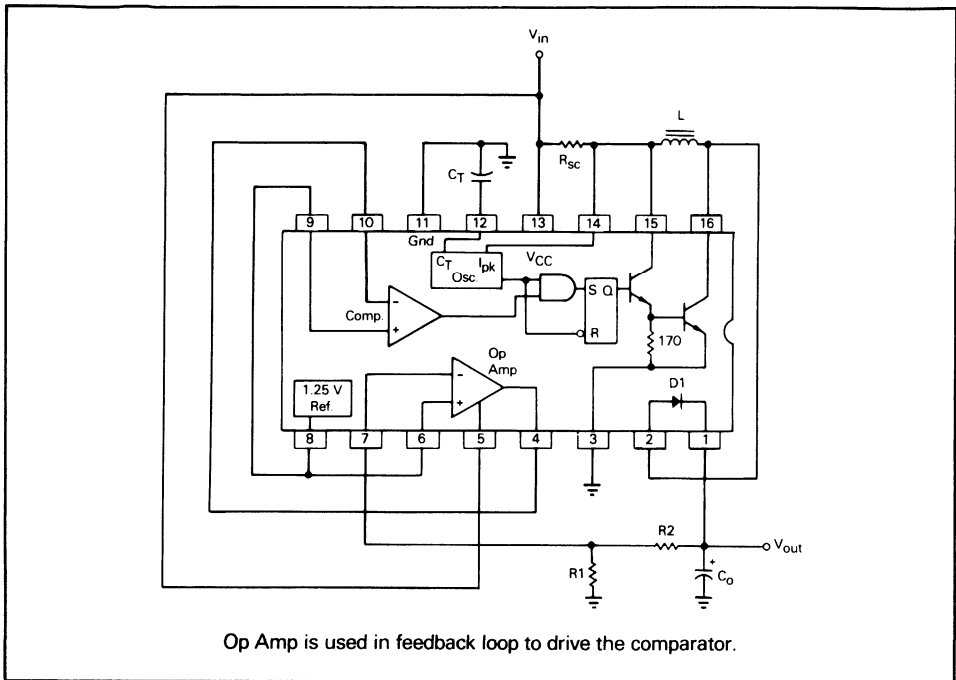 Vin
L
Rsc
CT
9
10
11
12
13
14
15
16
Gnd
CT Ipk
Osc.
VCC
S Q
R
Comp.
170
Op
Amp
D1
1.25 V
Ref.
8
7
6
5
4
3
2
1
R2
Vout
R1
Co
Op Amp is used in feedback loop to drive the comparator.